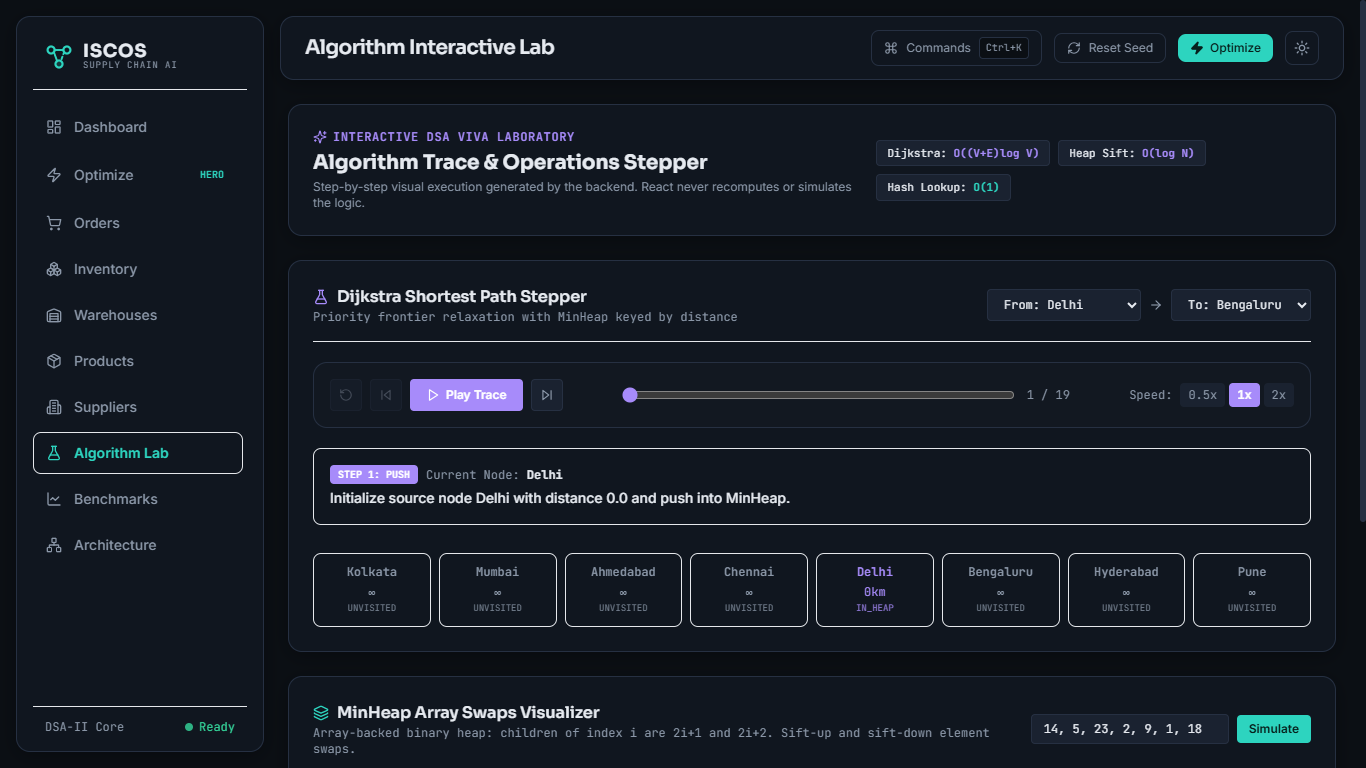 ISCOS
SUPPLY CHAIN AI
Dashboard
Optimize HERO
Orders
Inventory
Warehouses
Products
Suppliers
Algorithm Lab
Benchmarks
Architecture
DSA-II Core Ready
Algorithm Interactive Lab
Commands Ctrl+K Reset Seed Optimize
INTERACTIVE DSA VIVA LABORATORY
Algorithm Trace & Operations Stepper
Step-by-step visual execution generated by the backend. React never recomputes or simulates
the logic.
Dijkstra: O((V+E)log V) Heap Sift: O(log N)
Hash Lookup: O(1)
Dijkstra Shortest Path Stepper
Priority frontier relaxation with MinHeap keyed by distance
From: Delhi → To: Bengaluru
Play Trace 1 / 19 Speed: 0.5x 1x 2x
STEP 1: PUSH Current Node: Delhi
Initialize source node Delhi with distance 0.0 and push into MinHeap.
Kolkata Mumbai Ahmedabad Chennai Delhi Bengaluru Hyderabad Pune
∞ ∞ ∞ ∞ 0km ∞ ∞ ∞
UNVISITED UNVISITED UNVISITED UNVISITED IN_HEAP UNVISITED UNVISITED UNVISITED
MinHeap Array Swaps Visualizer
Array-backed binary heap: children of index i are 2i+1 and 2i+2. Sift-up and sift-down element
swaps.
14, 5, 23, 2, 9, 1, 18 Simulate